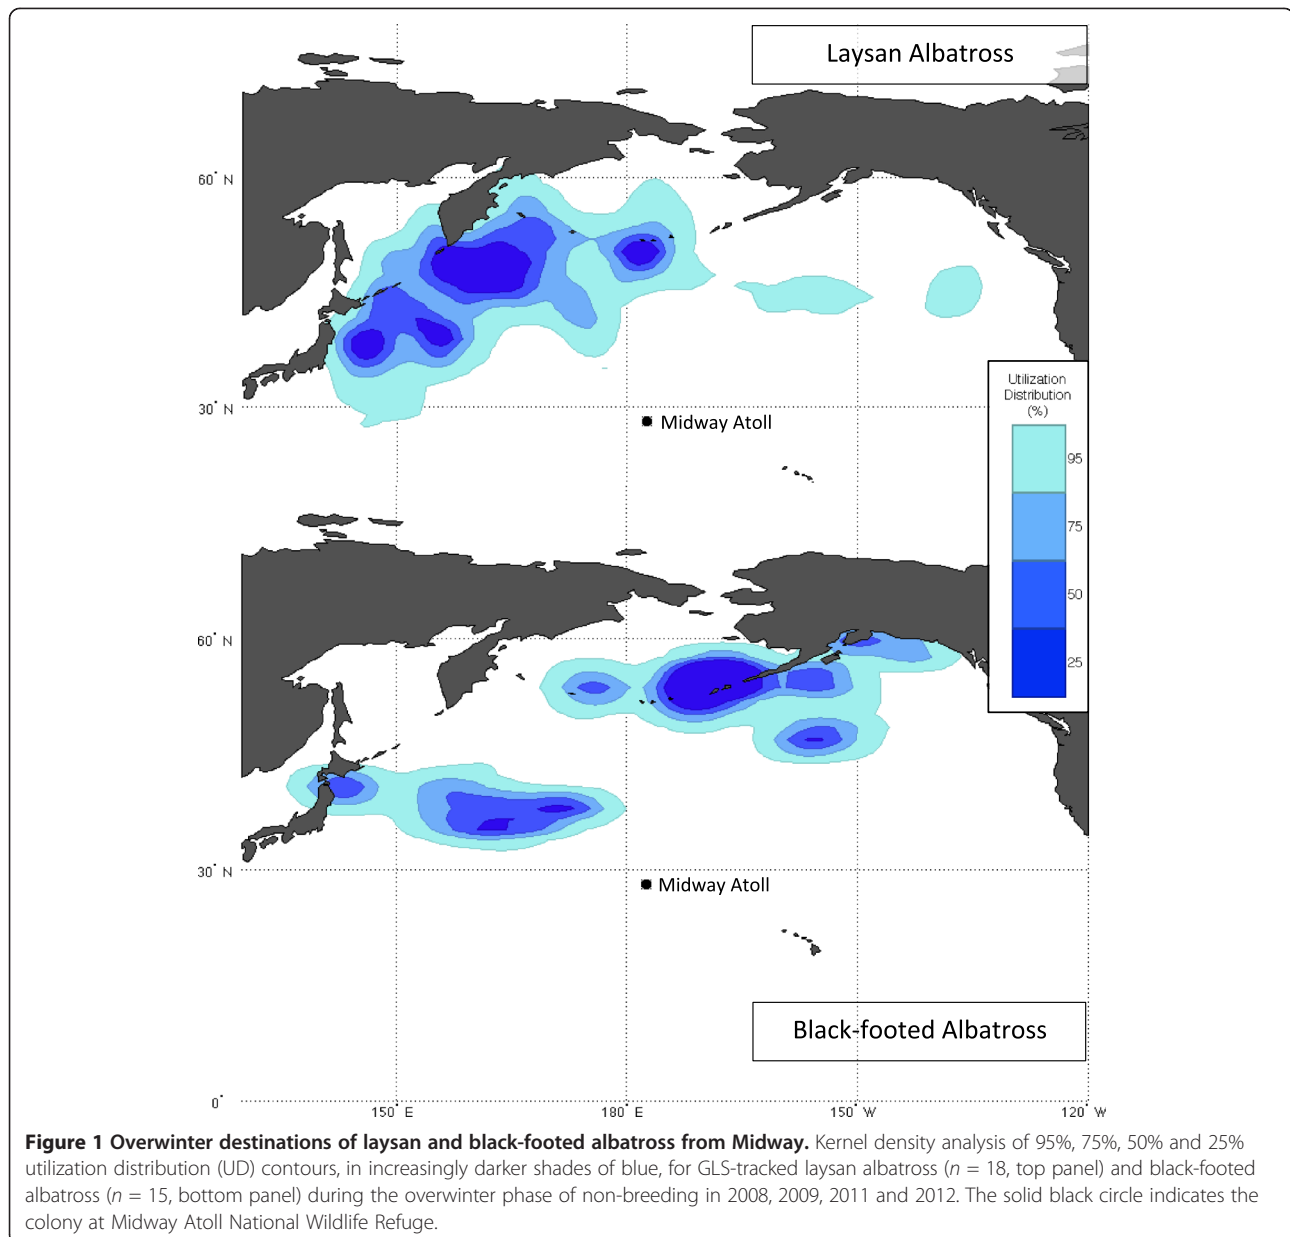 Laysan Albatross
60° N
Utilization
Distribution
(%)
95
75
50
25
30° N
Midway Atoll
60° N
30° N
Midway Atoll
Black-footed Albatross
0°
150° E
180° E
150° W
120° W
Figure 1 Overwinter destinations of laysan and black-footed albatross from Midway. Kernel density analysis of 95%, 75%, 50% and 25%
utilization distribution (UD) contours, in increasingly darker shades of blue, for GLS-tracked laysan albatross (n = 18, top panel) and black-footed
albatross (n = 15, bottom panel) during the overwinter phase of non-breeding in 2008, 2009, 2011 and 2012. The solid black circle indicates the
colony at Midway Atoll National Wildlife Refuge.